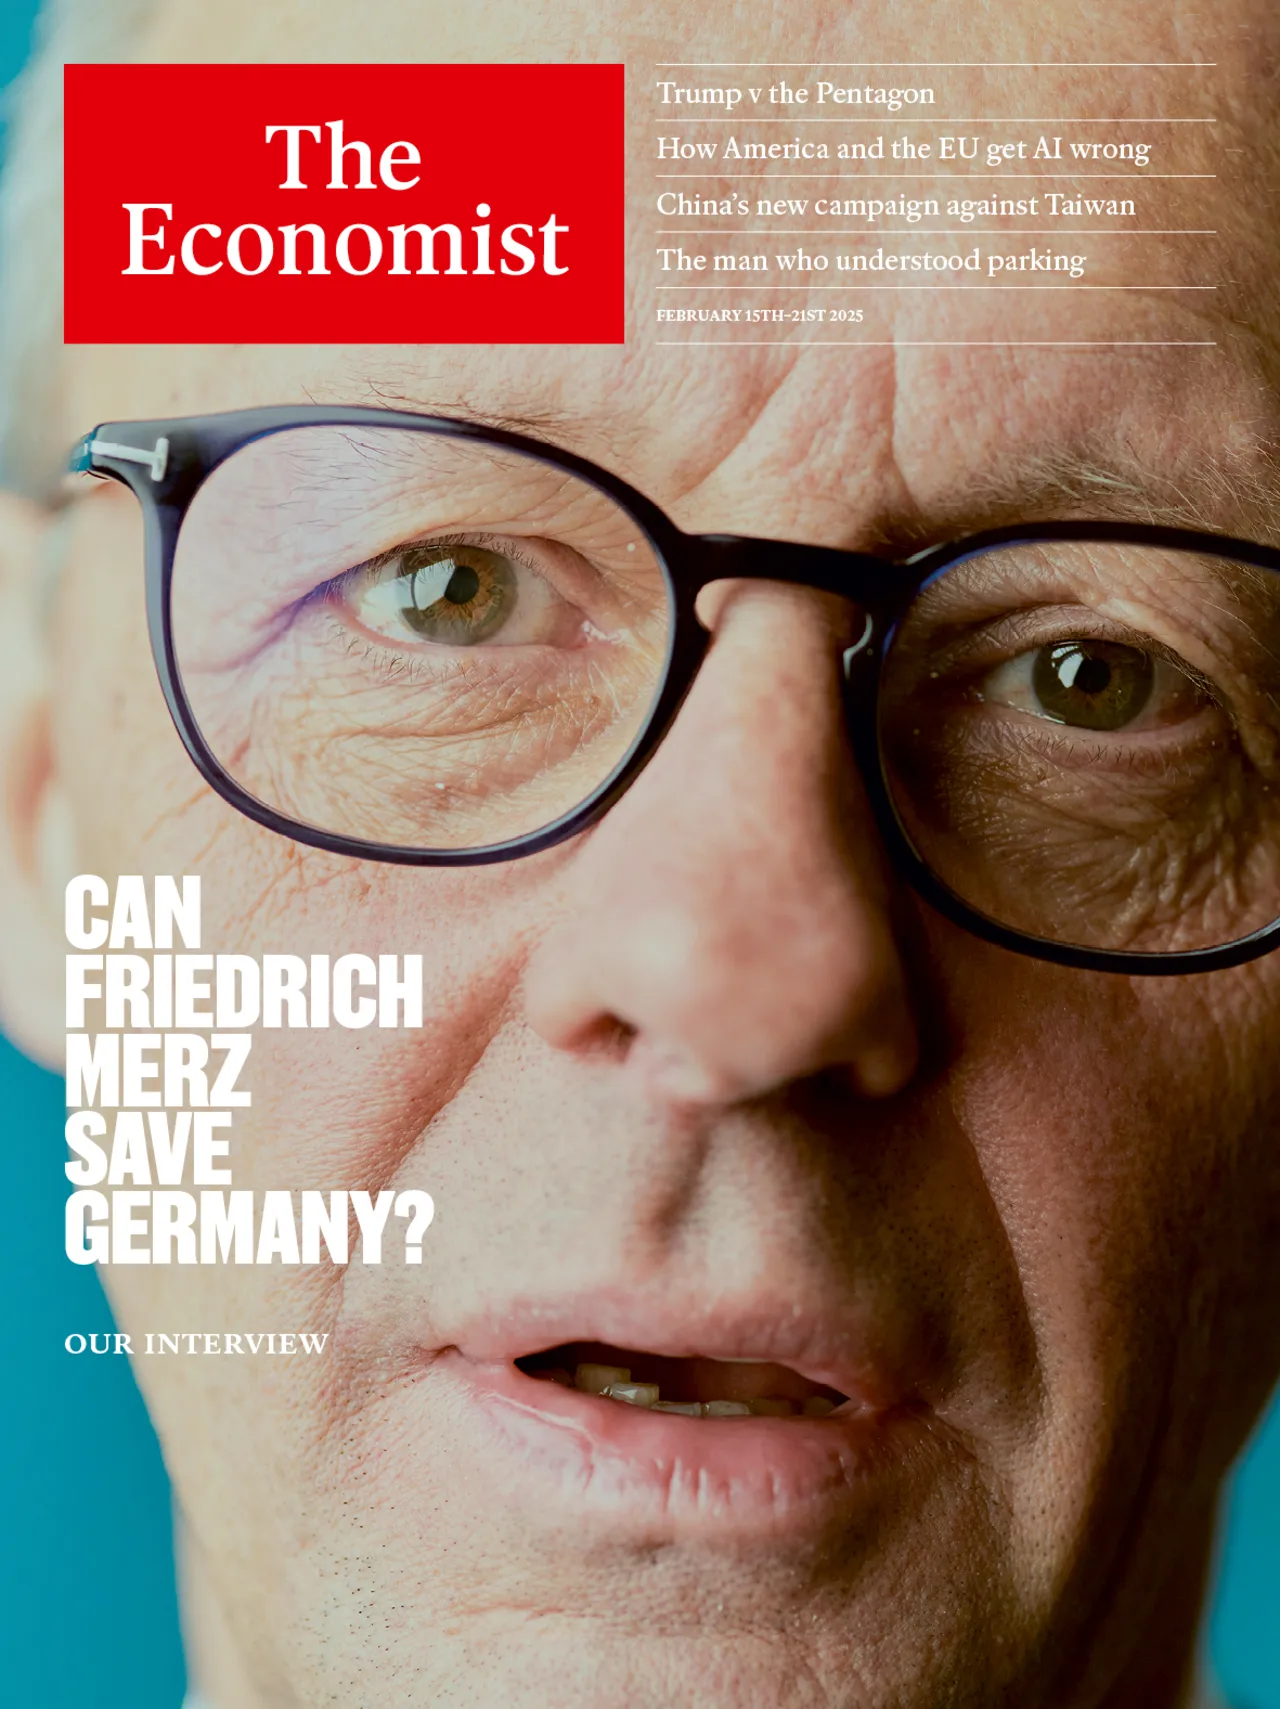 The
Economist
Trump v the Pentagon
How America and the EU get AI wrong
China’s new campaign against Taiwan
The man who understood parking
FEBRUARY 15TH–21ST 2025
CAN
FRIEDRICH
MERZ
SAVE
GERMANY?
OUR INTERVIEW